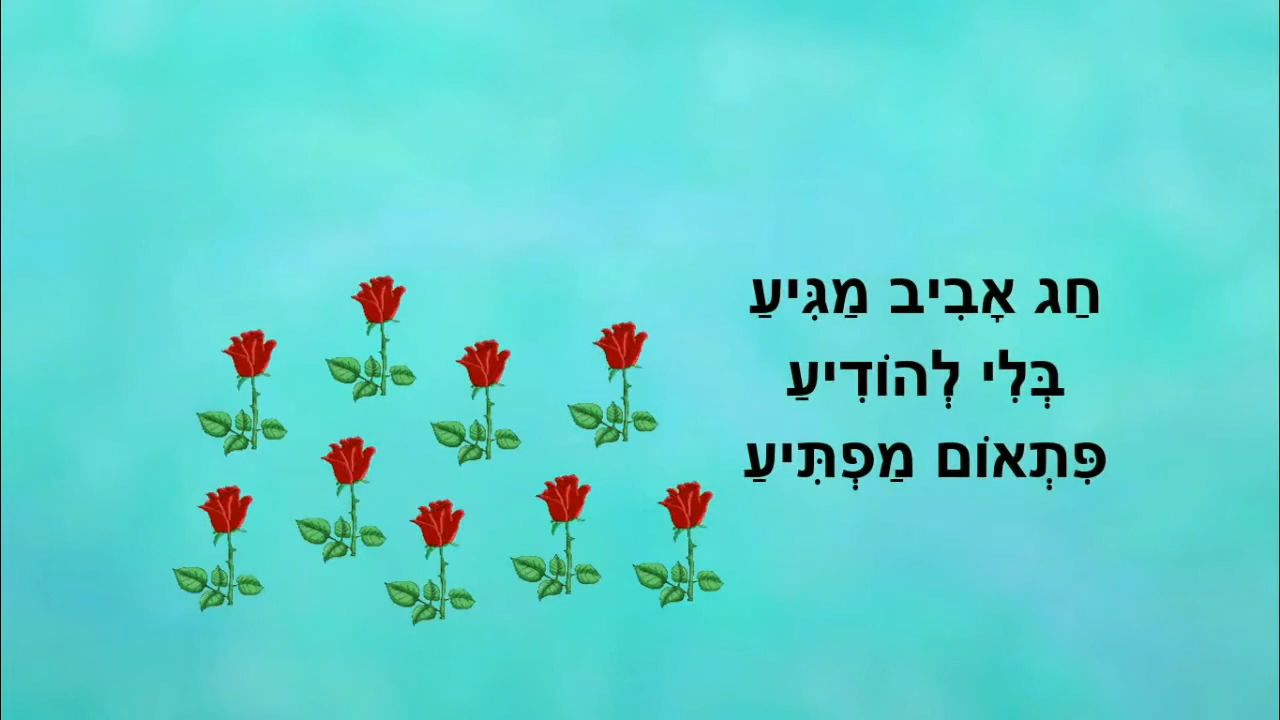 חַג אָבִיב מַגִּיעַ
בְּלִי לְהוֹדִיעַ
פִּתְאוֹם מַפְתִּיעַ